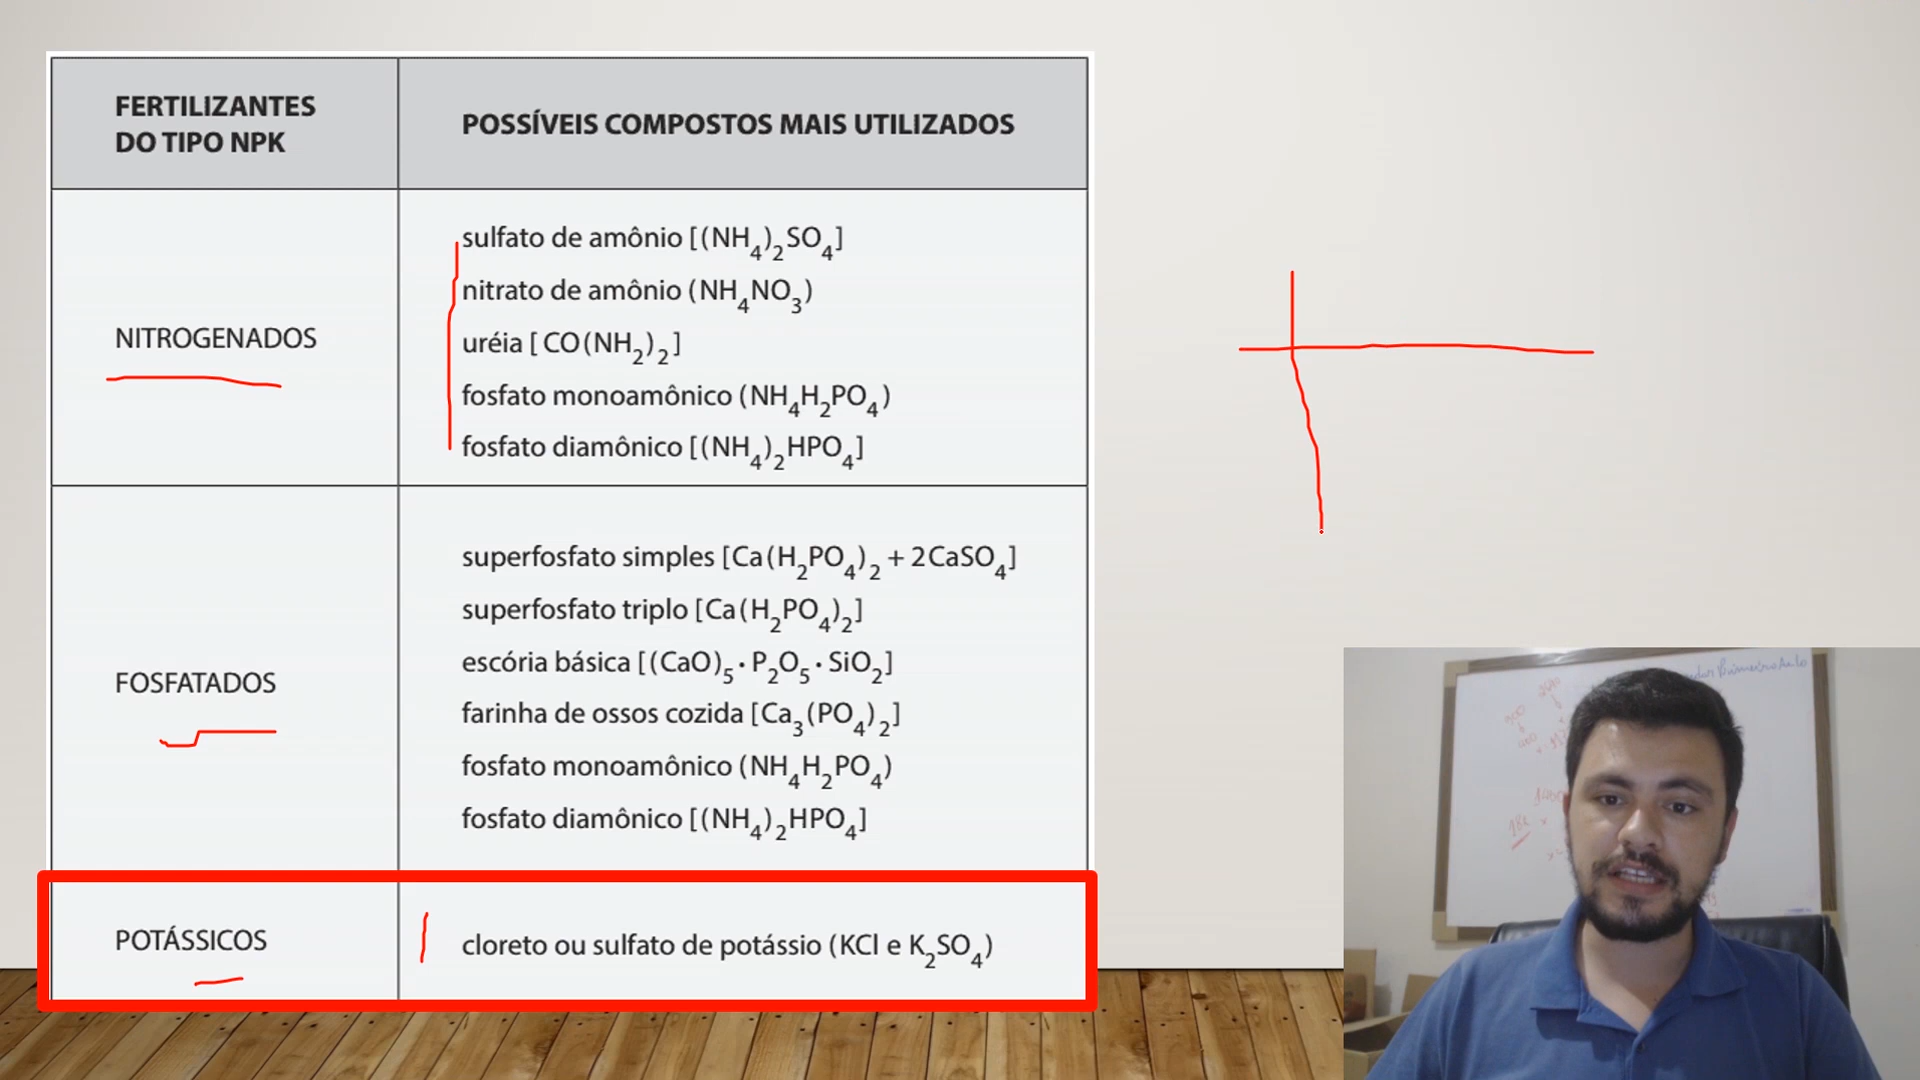 FERTILIZANTES
DO TIPO NPK
POSSÍVEIS COMPOSTOS MAIS UTILIZADOS
NITROGENADOS
sulfato de amônio [(NH₄)₂SO₄]
nitrato de amônio (NH₄NO₃)
uréia [CO(NH₂)₂]
fosfato monoamônico (NH₄H₂PO₄)
fosfato diamônico [(NH₄)₂HPO₄]
FOSFATADOS
superfosfato simples [Ca(H₂PO₄)₂ + 2CaSO₄]
superfosfato triplo [Ca(H₂PO₄)₂]
escória básica [(CaO)₅·P₂O₅·SiO₂]
farinha de ossos cozida [Ca₃(PO₄)₂]
fosfato monoamônico (NH₄H₂PO₄)
fosfato diamônico [(NH₄)₂HPO₄]
POTÁSSICOS
cloreto ou sulfato de potássio (KCl e K₂SO₄)